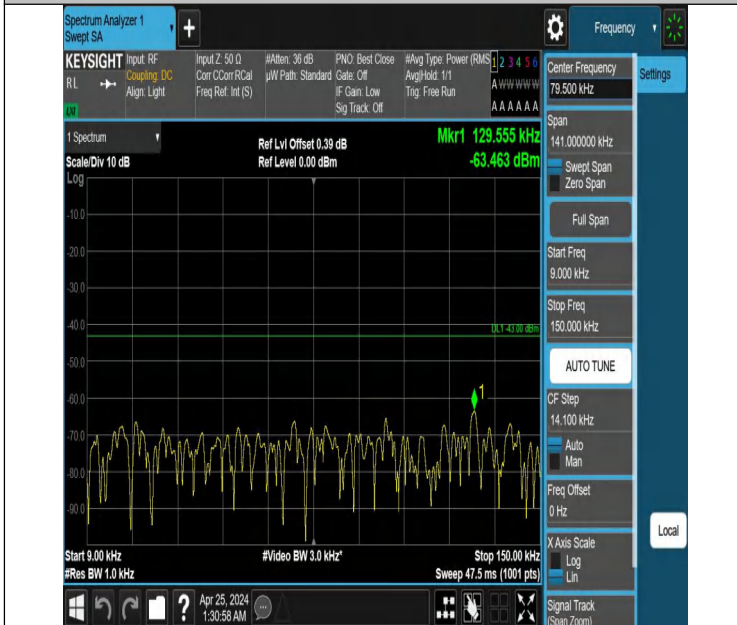 Spectrum Analyzer 1
Swept SA
+
Frequency
KEYSIGHT
RL
Input: RF
Coupling: DC
Align: Light
Input Z: 50 Ω
Corr CCorr RCal
Freq Ref: Int (S)
#Atten: 36 dB
µW Path: Standard
PNO: Best Close
Gate: Off
IF Gain: Low
Sig Track: Off
#Avg Type: Power (RMS
Avg|Hold: 1/1
Trig: Free Run
1 2 3 4 5 6
A W W W W W
A A A A A A
1 Spectrum
Scale/Div 10 dB
Log
Ref Lvl Offset 0.39 dB
Ref Level 0.00 dBm
Mkr1 129.555 kHz
-63.463 dBm
-10.0
-20.0
-30.0
-40.0
DL1 -43.00 dBm
-50.0
-60.0
1
-70.0
-80.0
-90.0
Start 9.00 kHz
#Video BW 3.0 kHz*
Stop 150.00 kHz
#Res BW 1.0 kHz
Sweep 47.5 ms (1001 pts)
?
Apr 25, 2024
1:30:58 AM
Center Frequency
79.500 kHz
Settings
Span
141.000000 kHz
Swept Span
Zero Span
Full Span
Start Freq
9.000 kHz
Stop Freq
150.000 kHz
AUTO TUNE
CF Step
14.100 kHz
Auto
Man
Freq Offset
0 Hz
Local
X Axis Scale
Log
Lin
Signal Track
(Span Zoom)